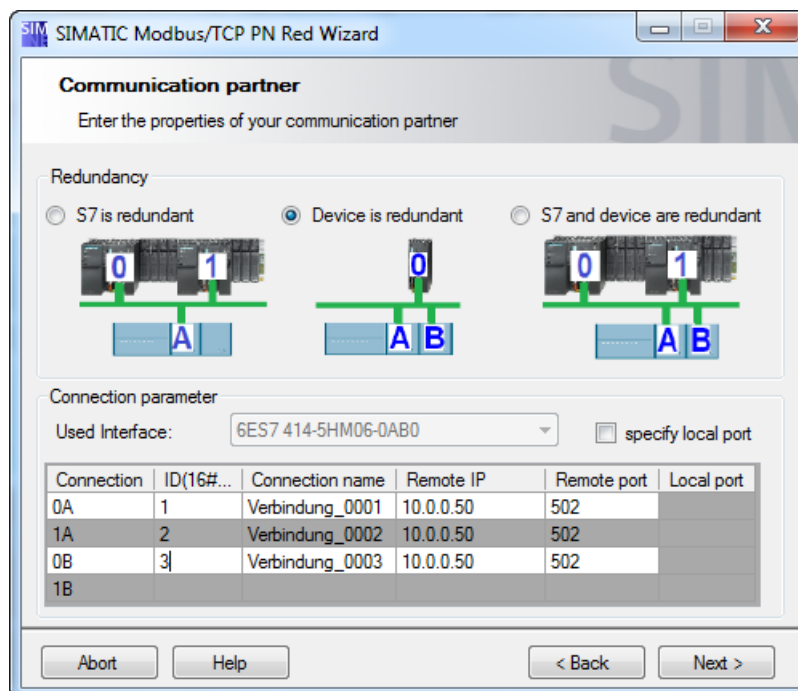 SIMATIC Modbus/TCP PN Red Wizard
Communication partner
Enter the properties of your communication partner
Redundancy
S7 is redundant Device is redundant S7 and device are redundant
0 1 0 0 1
A A B A B
Connection parameter
Used Interface: 6ES7 414-5HM06-0AB0 specify local port
Connection ID(16#... Connection name Remote IP Remote port Local port
0A 1 Verbindung_0001 10.0.0.50 502
1A 2 Verbindung_0002 10.0.0.50 502
0B 3 Verbindung_0003 10.0.0.50 502
1B
Abort Help < Back Next >